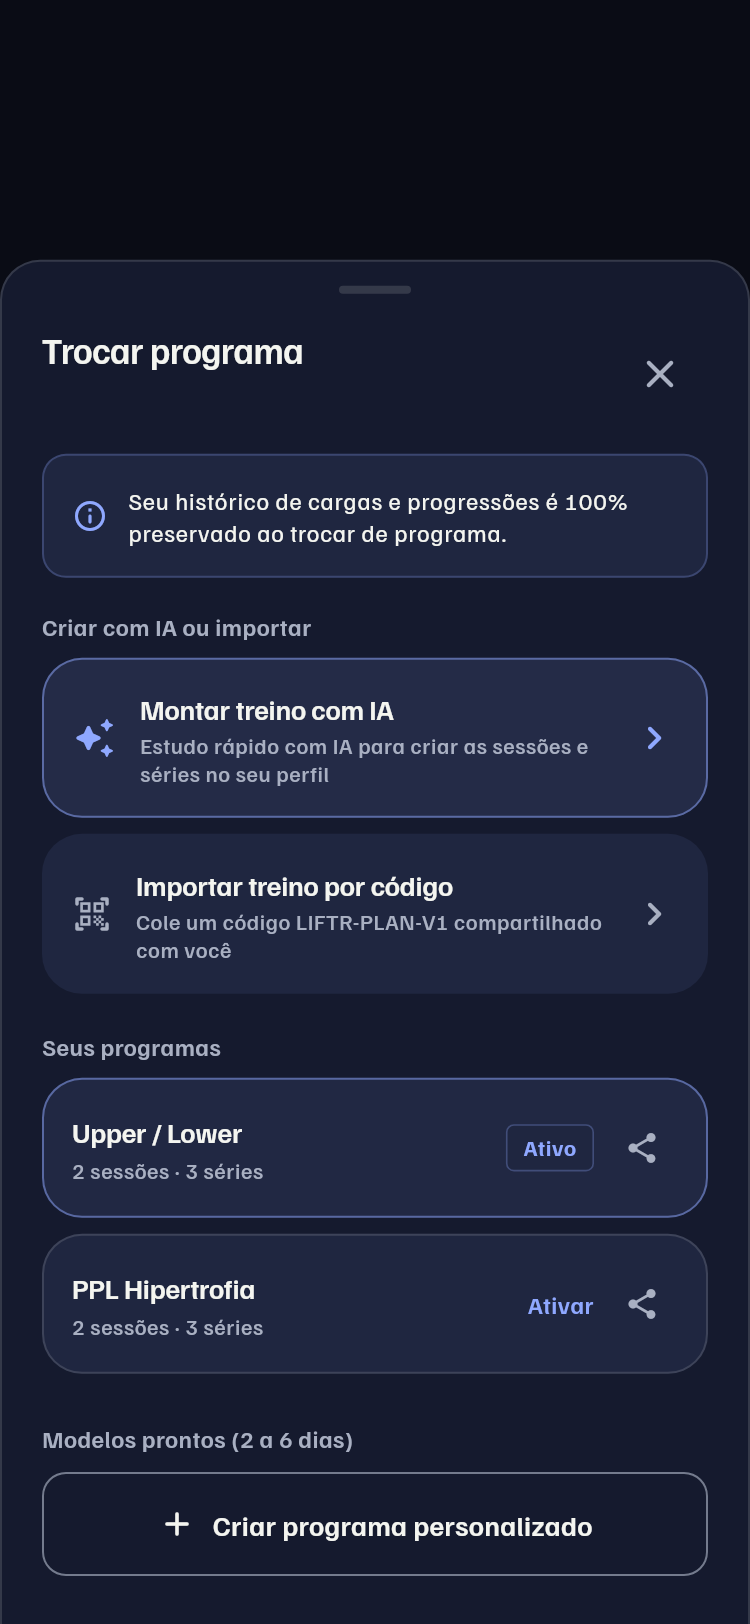 Trocar programa
Seu histórico de cargas e progressões é 100%
preservado ao trocar de programa.
Criar com IA ou importar
Montar treino com IA
Estudo rápido com IA para criar as sessões e
séries no seu perfil
Importar treino por código
Cole um código LIFTR-PLAN-V1 compartilhado
com você
Seus programas
Upper / Lower
2 sessões · 3 séries
Ativo
PPL Hipertrofia
2 sessões · 3 séries
Ativar
Modelos prontos (2 a 6 dias)
Criar programa personalizado